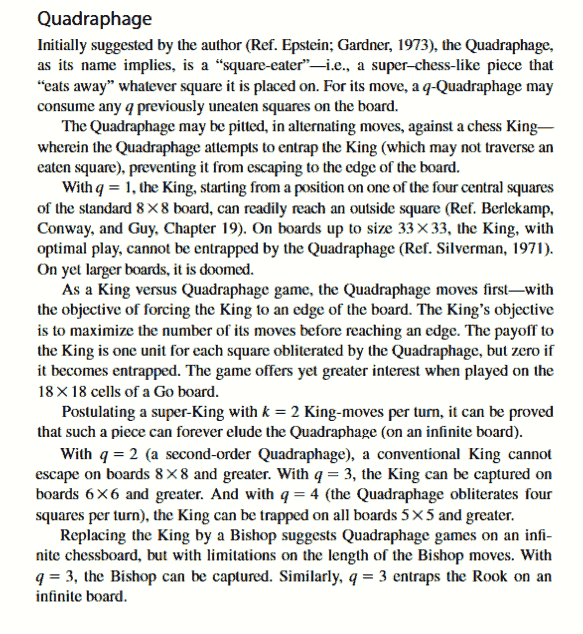 Quadraphage
Initially suggested by the author (Ref. Epstein; Gardner, 1973), the Quadraphage,
as its name implies, is a “square-eater”—i.e., a super–chess-like piece that
“eats away” whatever square it is placed on. For its move, a q-Quadraphage may
consume any q previously uneaten squares on the board.
The Quadraphage may be pitted, in alternating moves, against a chess King—
wherein the Quadraphage attempts to entrap the King (which may not traverse an
eaten square), preventing it from escaping to the edge of the board.
With q = 1, the King, starting from a position on one of the four central squares
of the standard 8×8 board, can readily reach an outside square (Ref. Berlekamp,
Conway, and Guy, Chapter 19). On boards up to size 33×33, the King, with
optimal play, cannot be entrapped by the Quadraphage (Ref. Silverman, 1971).
On yet larger boards, it is doomed.
As a King versus Quadraphage game, the Quadraphage moves first—with
the objective of forcing the King to an edge of the board. The King’s objective
is to maximize the number of its moves before reaching an edge. The payoff to
the King is one unit for each square obliterated by the Quadraphage, but zero if
it becomes entrapped. The game offers yet greater interest when played on the
18×18 cells of a Go board.
Postulating a super-King with k = 2 King-moves per turn, it can be proved
that such a piece can forever elude the Quadraphage (on an infinite board).
With q = 2 (a second-order Quadraphage), a conventional King cannot
escape on boards 8×8 and greater. With q = 3, the King can be captured on
boards 6×6 and greater. And with q = 4 (the Quadraphage obliterates four
squares per turn), the King can be trapped on all boards 5×5 and greater.
Replacing the King by a Bishop suggests Quadraphage games on an infi-
nite chessboard, but with limitations on the length of the Bishop moves. With
q = 3, the Bishop can be captured. Similarly, q = 3 entraps the Rook on an
infinite board.